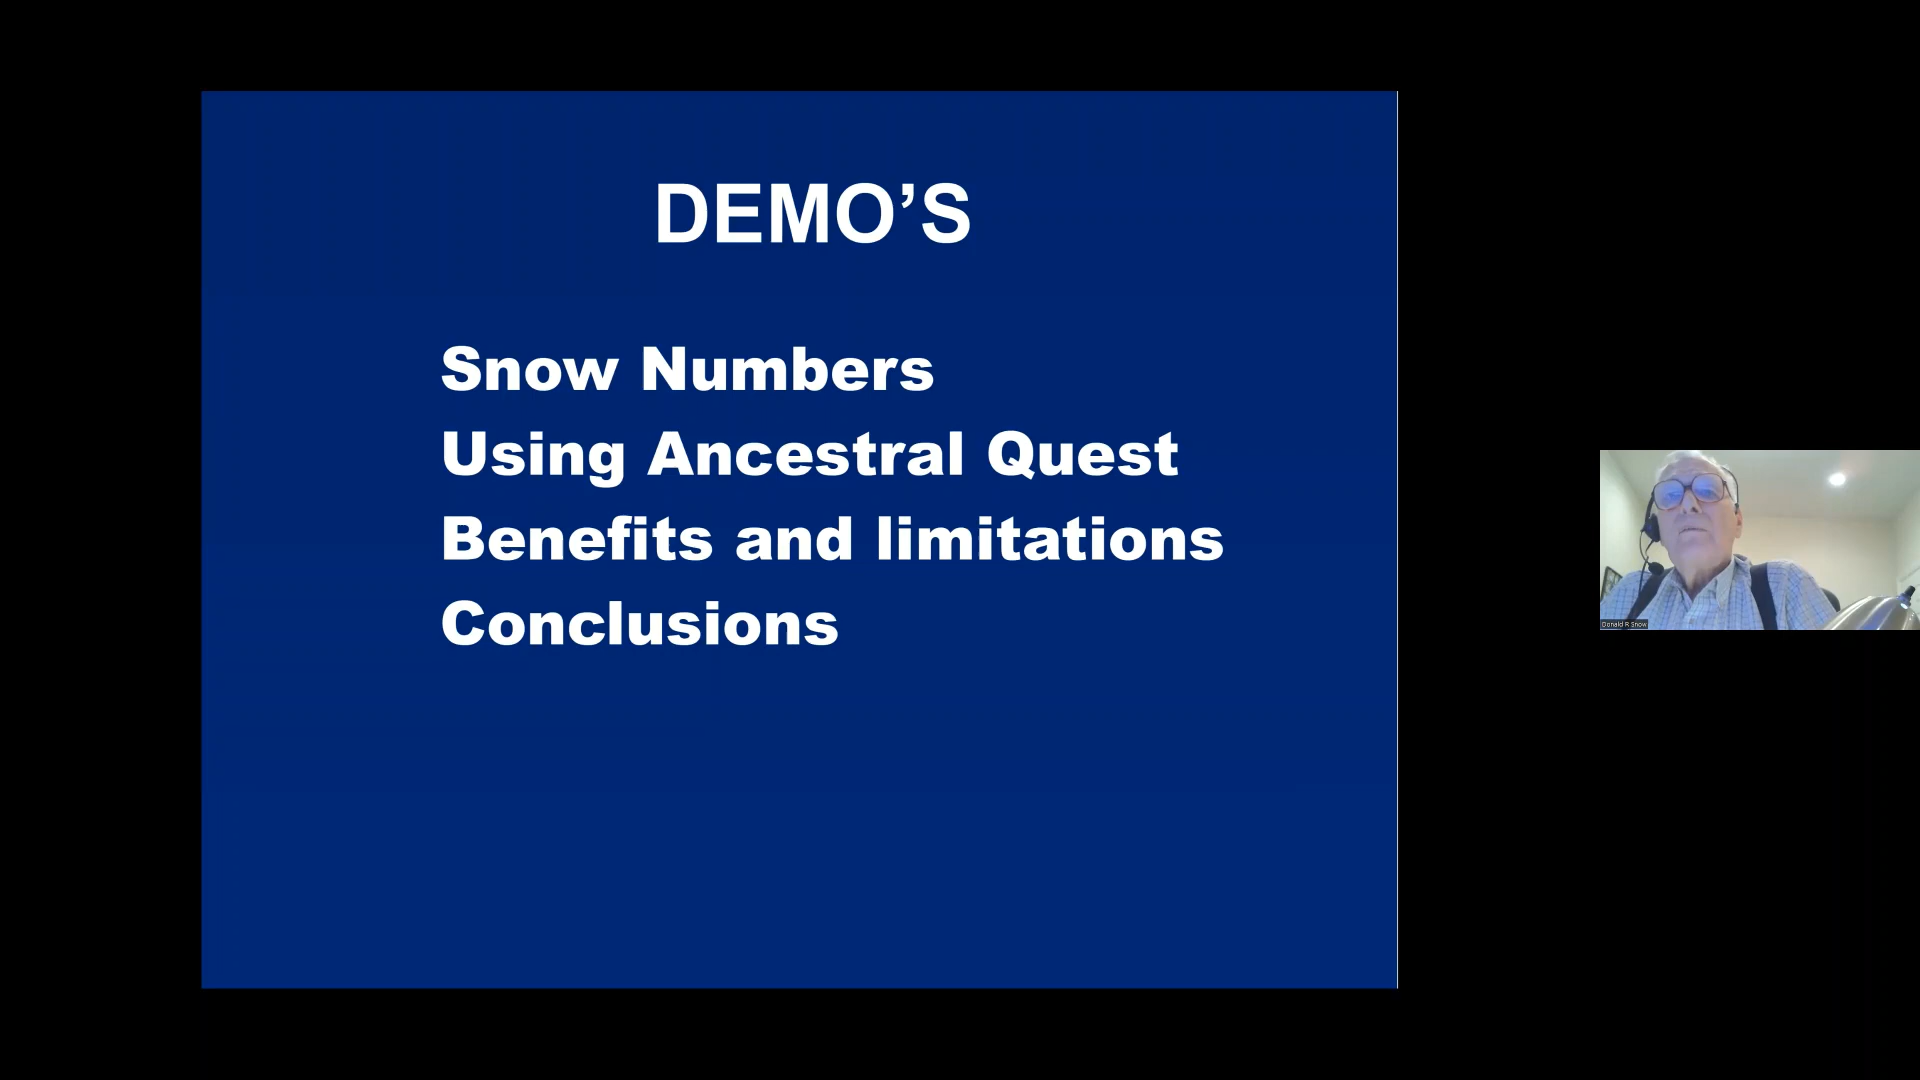 DEMO’S
Snow Numbers
Using Ancestral Quest
Benefits and limitations
Conclusions
Donald R Snow